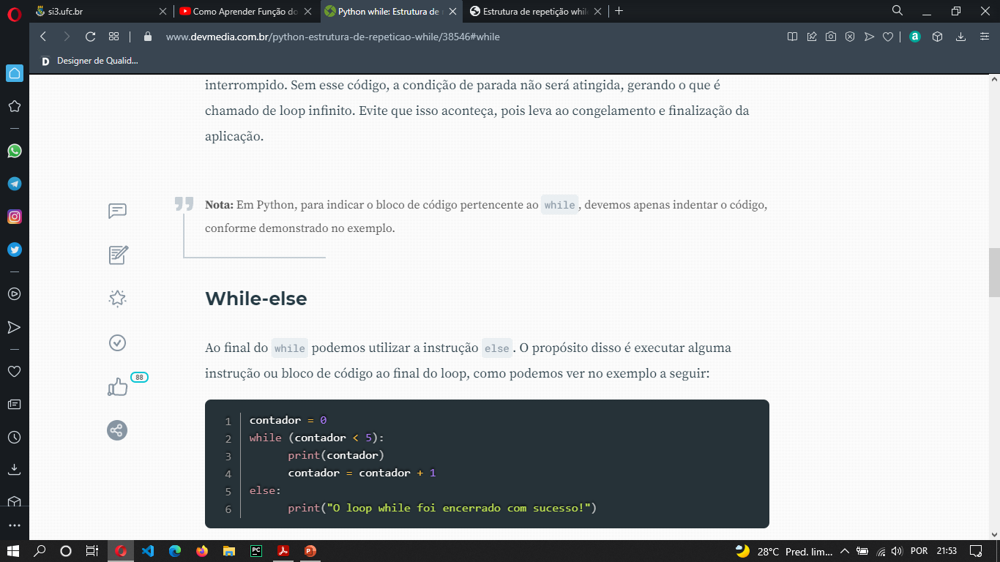 si3.ufc.br
Como Aprender Função do
Python while: Estrutura de r
Estrutura de repetição whil
www.devmedia.com.br/python-estrutura-de-repeticao-while/38546#while
a
D Designer de Qualid...
interrompido. Sem esse código, a condição de parada não será atingida, gerando o que é
chamado de loop infinito. Evite que isso aconteça, pois leva ao congelamento e finalização da
aplicação.
Nota: Em Python, para indicar o bloco de código pertencente ao while, devemos apenas indentar o código,
conforme demonstrado no exemplo.
While-else
Ao final do while podemos utilizar a instrução else. O propósito disso é executar alguma
instrução ou bloco de código ao final do loop, como podemos ver no exemplo a seguir:
88
1 contador = 0
2 while (contador < 5):
3 print(contador)
4 contador = contador + 1
5 else:
6 print("O loop while foi encerrado com sucesso!")
PC
28°C Pred. lim...
POR
21:53